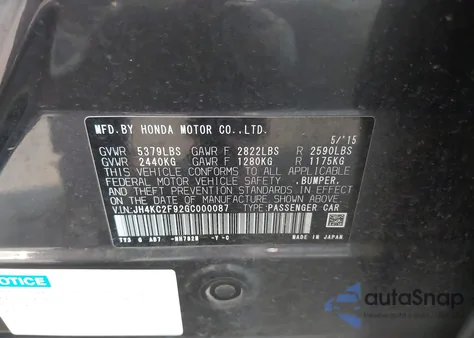 MFD.BY HONDA MOTOR CO.,LTD. 5/'15
GVWR 5379LBS GAWR F 2822LBS R 2590LBS
GVWR 2440KG GAWR F 1280KG R 1175KG
THIS VEHICLE CONFORMS TO ALL APPLICABLE
FEDERAL MOTOR VEHICLE SAFETY, BUMPER,
AND THEFT PREVENTION STANDARDS IN EFFECT
ON THE DATE OF MANUFACTURE SHOWN ABOVE.
V.I.N:JH4KC2F92GC000087 TYPE:PASSENGER CAR
-Y -C MADE IN JAPAN
NOTICE
autoSnap